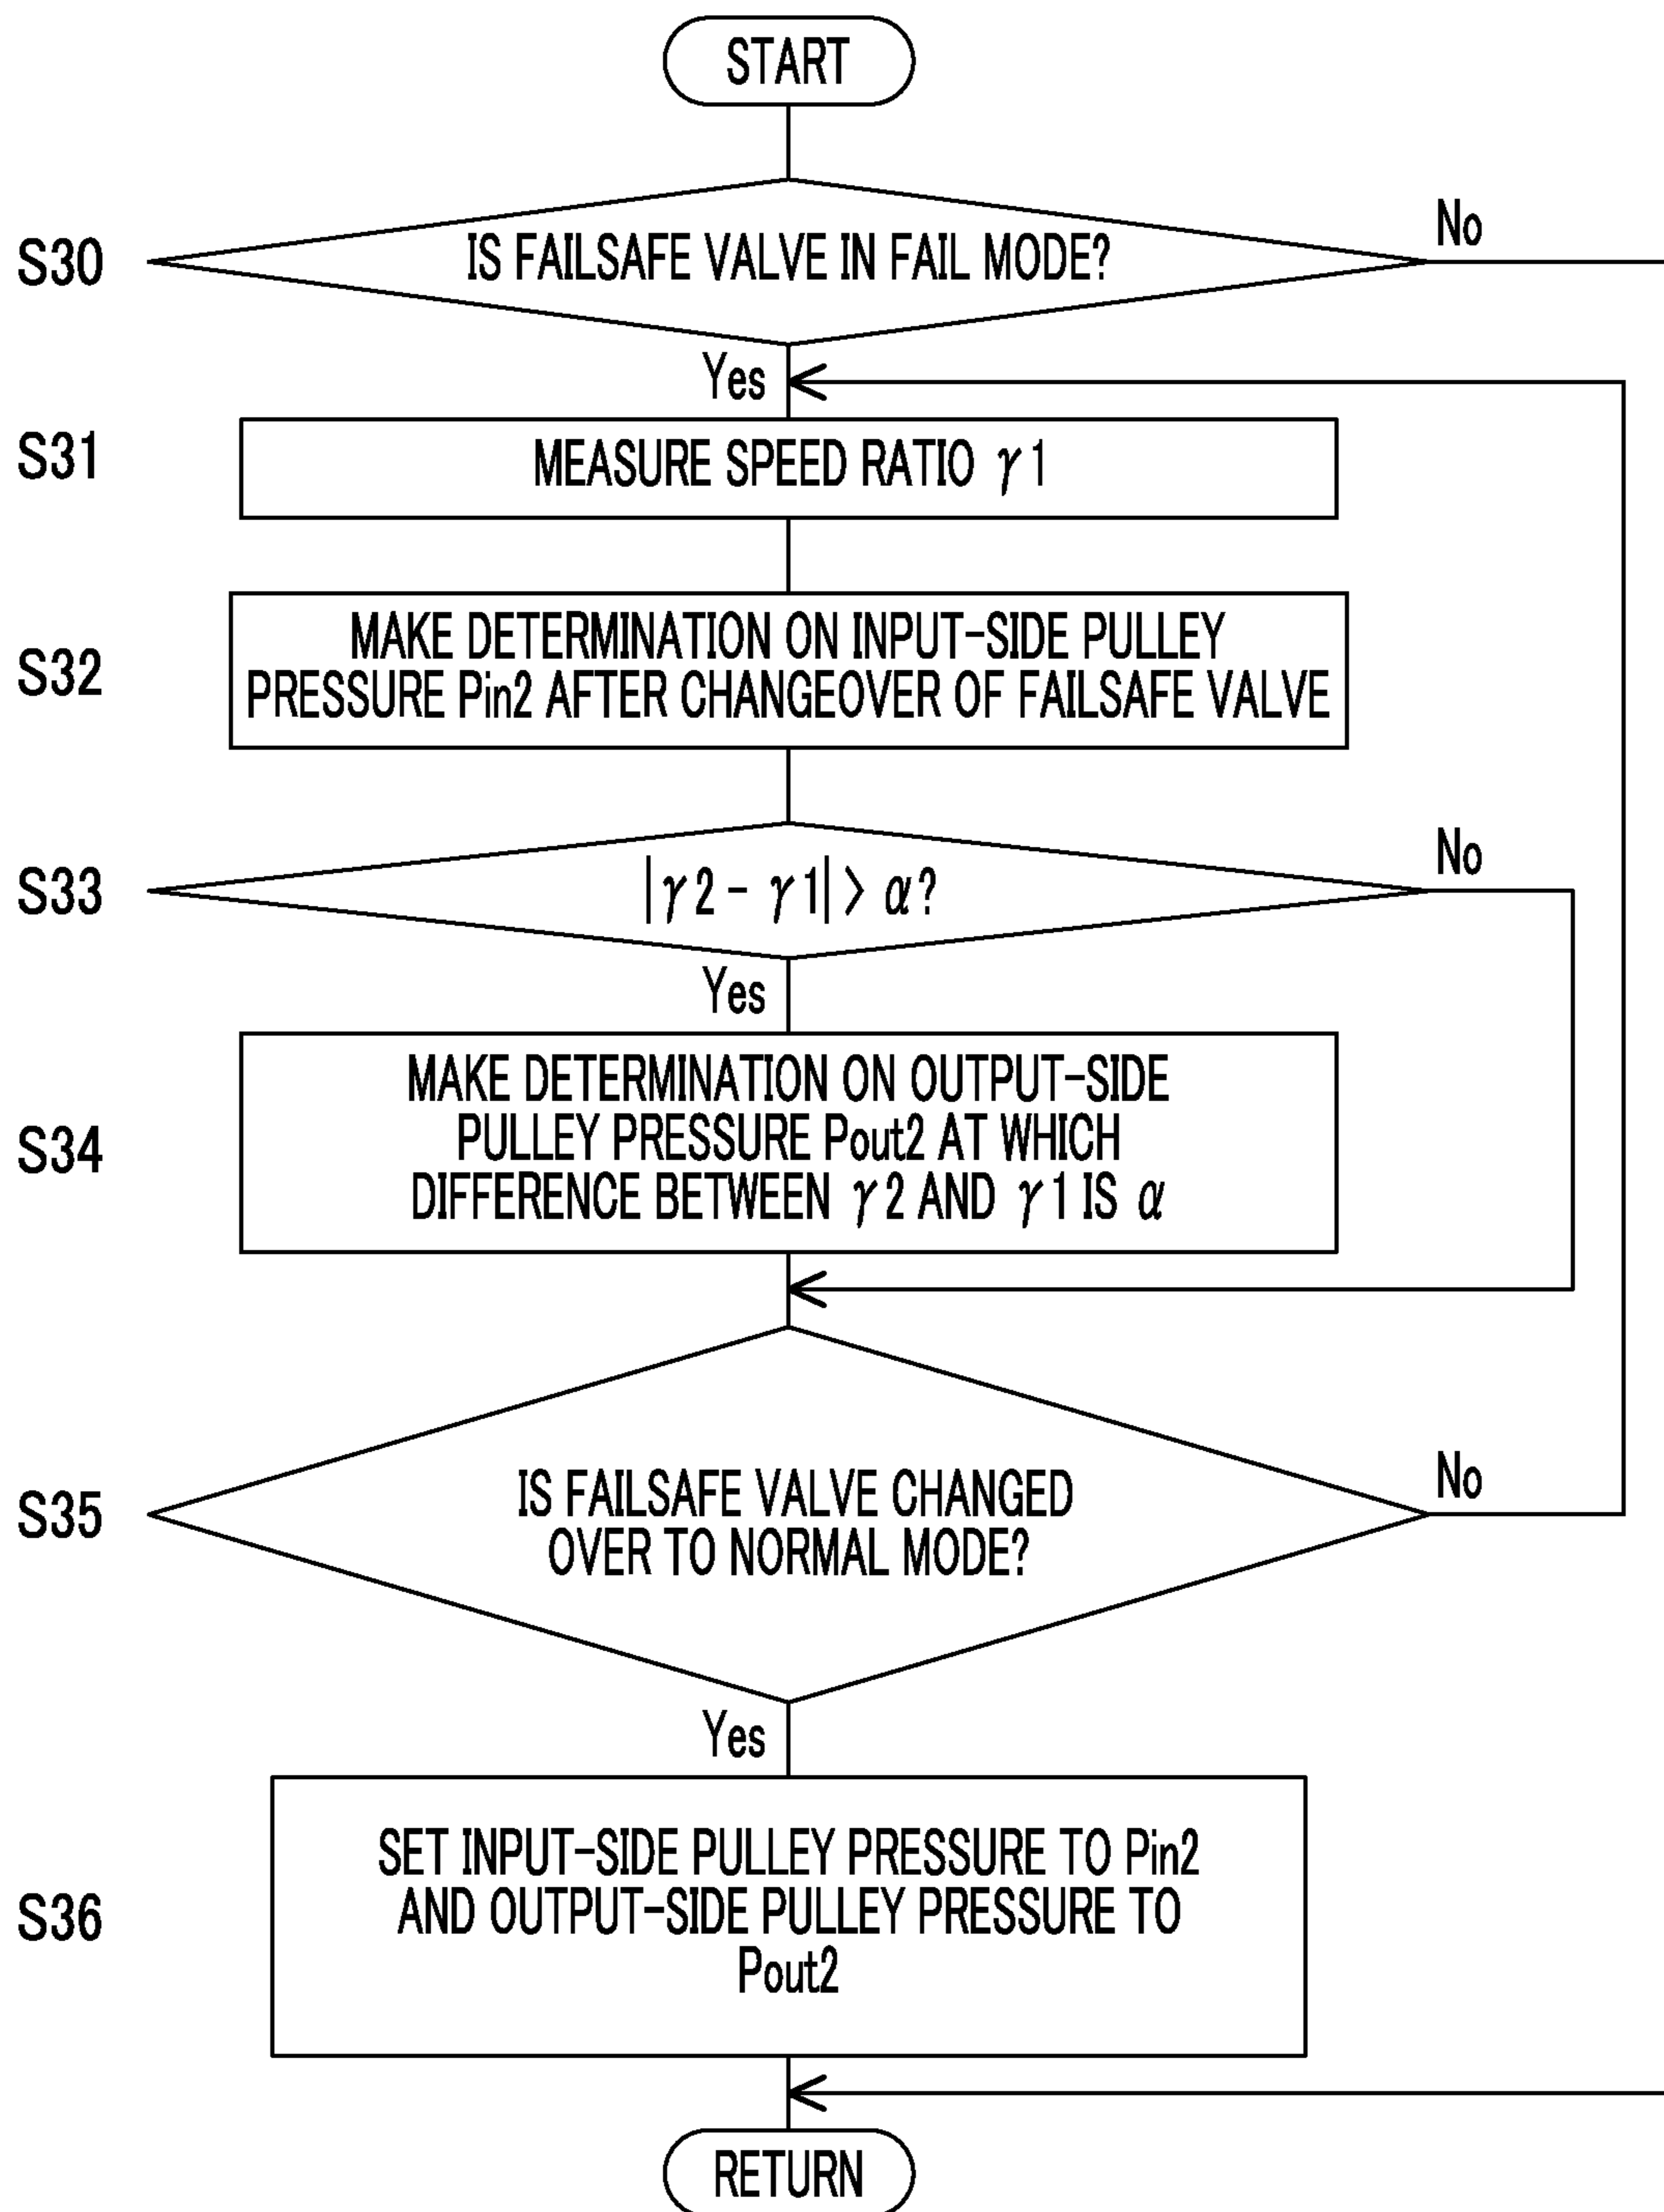 START
S30
IS FAILSAFE VALVE IN FAIL MODE?
No
Yes
S31
MEASURE SPEED RATIO γ1
S32
MAKE DETERMINATION ON INPUT-SIDE PULLEY
PRESSURE Pin2 AFTER CHANGEOVER OF FAILSAFE VALVE
S33
|γ2 - γ1| > α?
No
Yes
S34
MAKE DETERMINATION ON OUTPUT-SIDE
PULLEY PRESSURE Pout2 AT WHICH
DIFFERENCE BETWEEN γ2 AND γ1 IS α
S35
IS FAILSAFE VALVE CHANGED
OVER TO NORMAL MODE?
No
Yes
S36
SET INPUT-SIDE PULLEY PRESSURE TO Pin2
AND OUTPUT-SIDE PULLEY PRESSURE TO
Pout2
RETURN